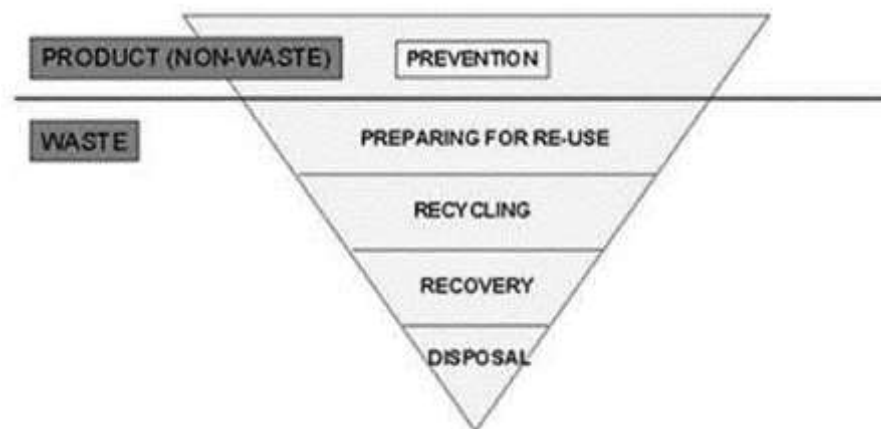 PRODUCT (NON-WASTE)
PREVENTION
WASTE
PREPARING FOR RE-USE
RECYCLING
RECOVERY
DISPOSAL